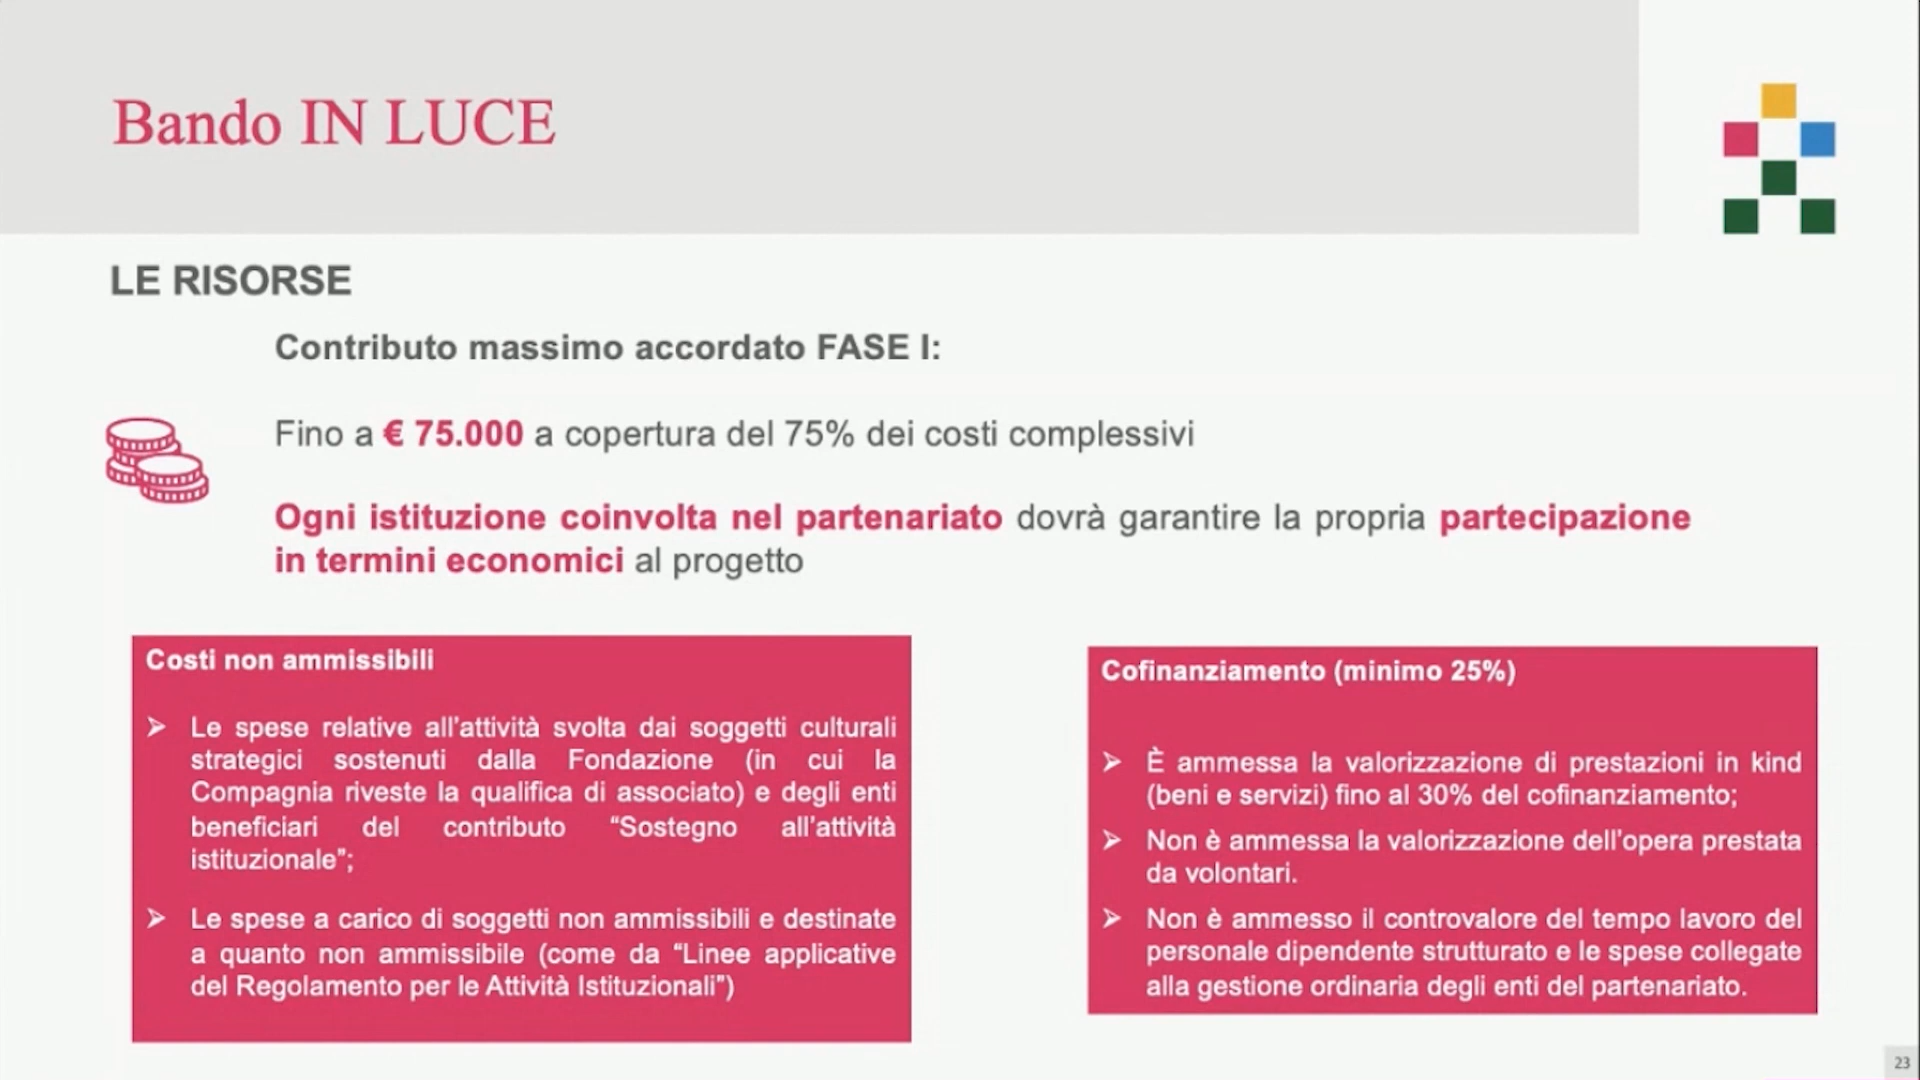 Bando IN LUCE
LE RISORSE
Contributo massimo accordato FASE I:
Fino a € 75.000 a copertura del 75% dei costi complessivi
Ogni istituzione coinvolta nel partenariato dovrà garantire la propria partecipazione
in termini economici al progetto
Costi non ammissibili
➢ Le spese relative all'attività svolta dai soggetti culturali
strategici sostenuti dalla Fondazione (in cui la
Compagnia riveste la qualifica di associato) e degli enti
beneficiari del contributo “Sostegno all'attività
istituzionale”;
➢ Le spese a carico di soggetti non ammissibili e destinate
a quanto non ammissibile (come da “Linee applicative
del Regolamento per le Attività Istituzionali”)
Cofinanziamento (minimo 25%)
➢ È ammessa la valorizzazione di prestazioni in kind
(beni e servizi) fino al 30% del cofinanziamento;
➢ Non è ammessa la valorizzazione dell'opera prestata
da volontari.
➢ Non è ammesso il controvalore del tempo lavoro del
personale dipendente strutturato e le spese collegate
alla gestione ordinaria degli enti del partenariato.
23